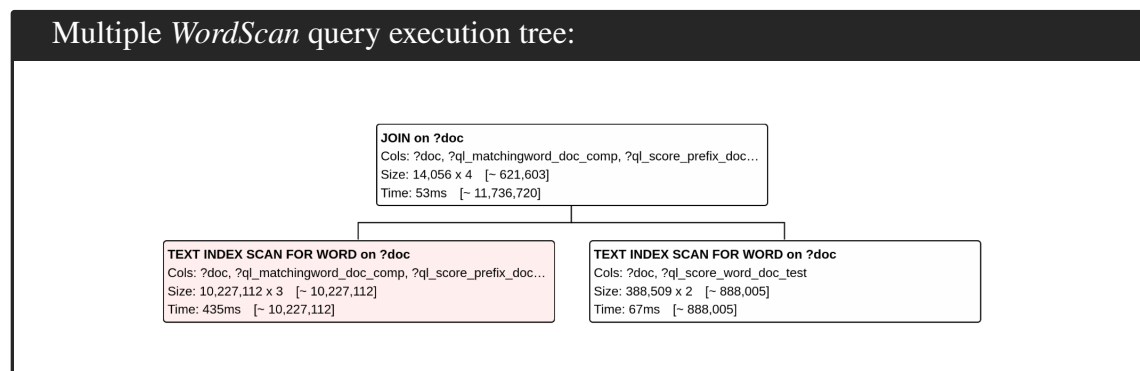 Multiple WordScan query execution tree:
JOIN on ?doc
Cols: ?doc, ?ql_matchingword_doc_comp, ?ql_score_prefix_doc…
Size: 14,056 x 4 [~ 621,603]
Time: 53ms [~ 11,736,720]
TEXT INDEX SCAN FOR WORD on ?doc
Cols: ?doc, ?ql_matchingword_doc_comp, ?ql_score_prefix_doc…
Size: 10,227,112 x 3 [~ 10,227,112]
Time: 435ms [~ 10,227,112]
TEXT INDEX SCAN FOR WORD on ?doc
Cols: ?doc, ?ql_score_word_doc_test
Size: 388,509 x 2 [~ 888,005]
Time: 67ms [~ 888,005]